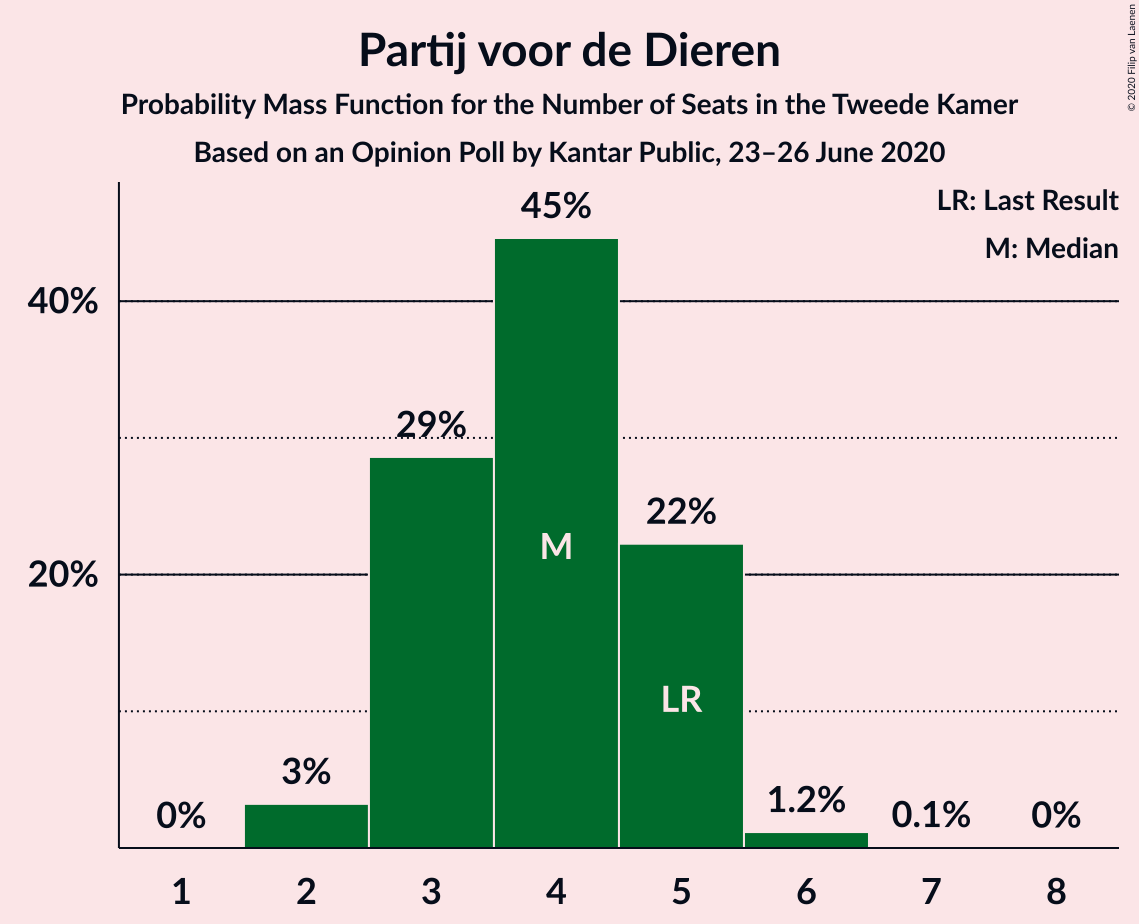 Partij voor de Dieren
Probability Mass Function for the Number of Seats in the Tweede Kamer
Based on an Opinion Poll by Kantar Public, 23–26 June 2020
© 2020 Filip van Laenen
LR: Last Result
M: Median
40%
20%
0%
3%
29%
45%
22%
1.2%
0.1%
0%
M
LR
1 2 3 4 5 6 7 8